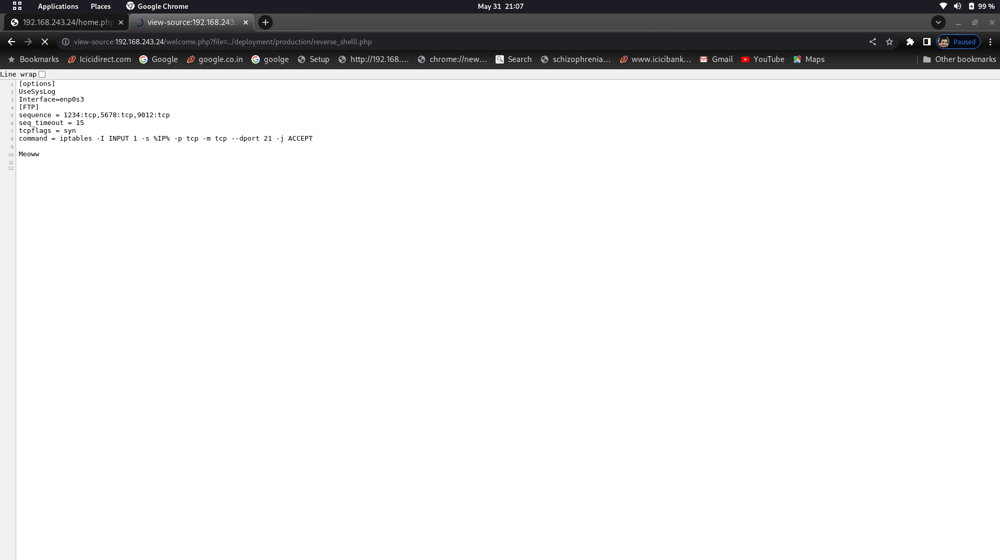 Applications Places Google Chrome May 31 21:07 99 %
192.168.243.24/home.php view-source:192.168.243.2
view-source:192.168.243.24/welcome.php?file=../deployment/production/reverse_shelll.php Paused
Bookmarks Icicidirect.com Google google.co.in goolge Setup http://192.168.... chrome://new... Search schizophrenia... www.icicibank... Gmail YouTube Maps Other bookmarks
Line wrap
1 [options]
2 UseSysLog
3 Interface=enp0s3
4 [FTP]
5 sequence = 1234:tcp,5678:tcp,9012:tcp
6 seq_timeout = 15
7 tcpflags = syn
8 command = iptables -I INPUT 1 -s %IP% -p tcp -m tcp --dport 21 -j ACCEPT
9
10 Meoww
11
12